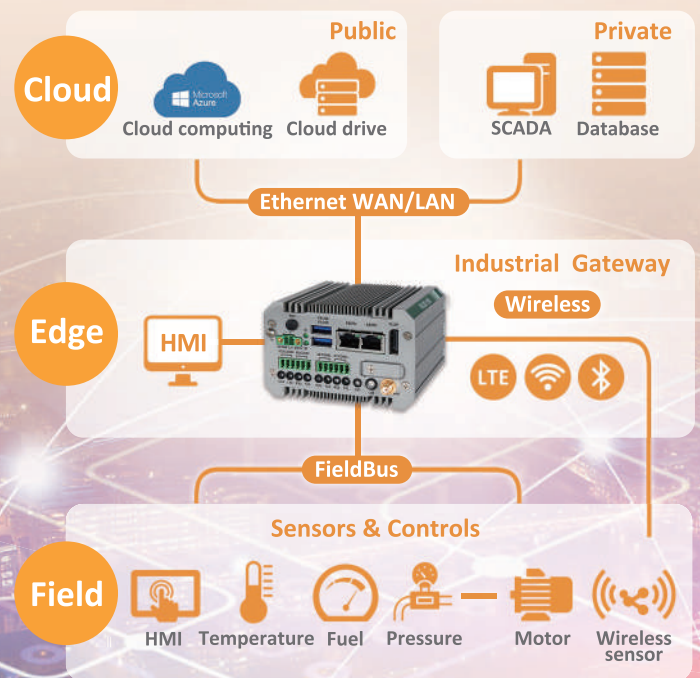 Public
Private
Cloud
Microsoft
Azure
Cloud computing
Cloud drive
SCADA
Database
Ethernet WAN/LAN
Industrial Gateway
Wireless
Edge
HMI
LTE
FieldBus
Sensors & Controls
Field
HMI
Temperature
Fuel
Pressure
Motor
Wireless
sensor